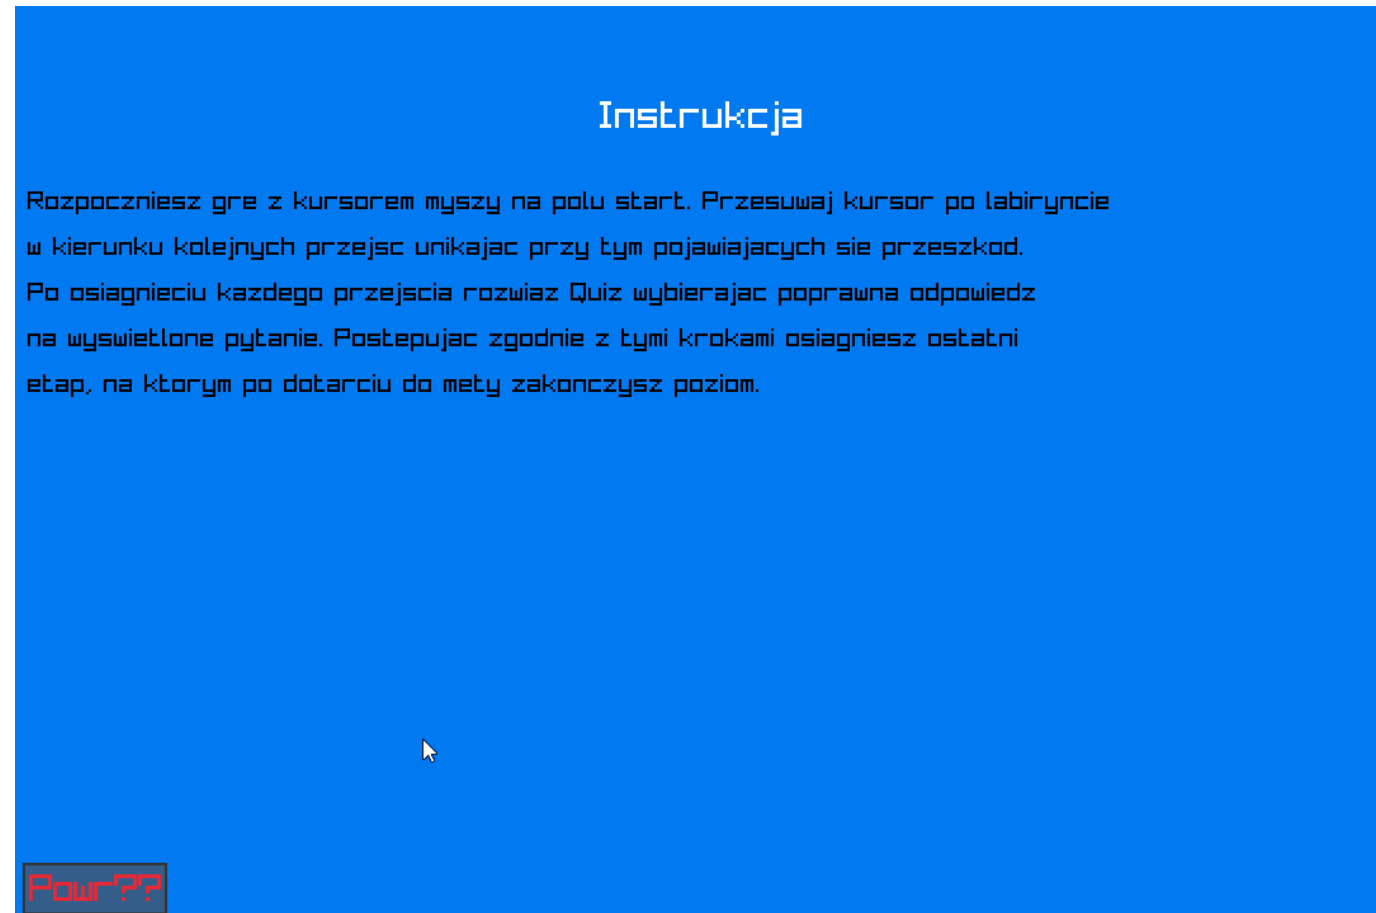 Instrukcja
Rozpoczniesz gre z kursorem myszy na polu start. Przesuwaj kursor po labiryncie
w kierunku kolejnych przejsc unikajac przy tym pojawiajacych sie przeszkod.
Po osiagnieciu kazdego przejscia rozwiaz Quiz wybierajac poprawna odpowiedz
na wyswietlone pytanie. Postepujac zgodnie z tymi krokami osiagniesz ostatni
etap, na ktorym po dotarciu do mety zakonczysz poziom.
Powr??